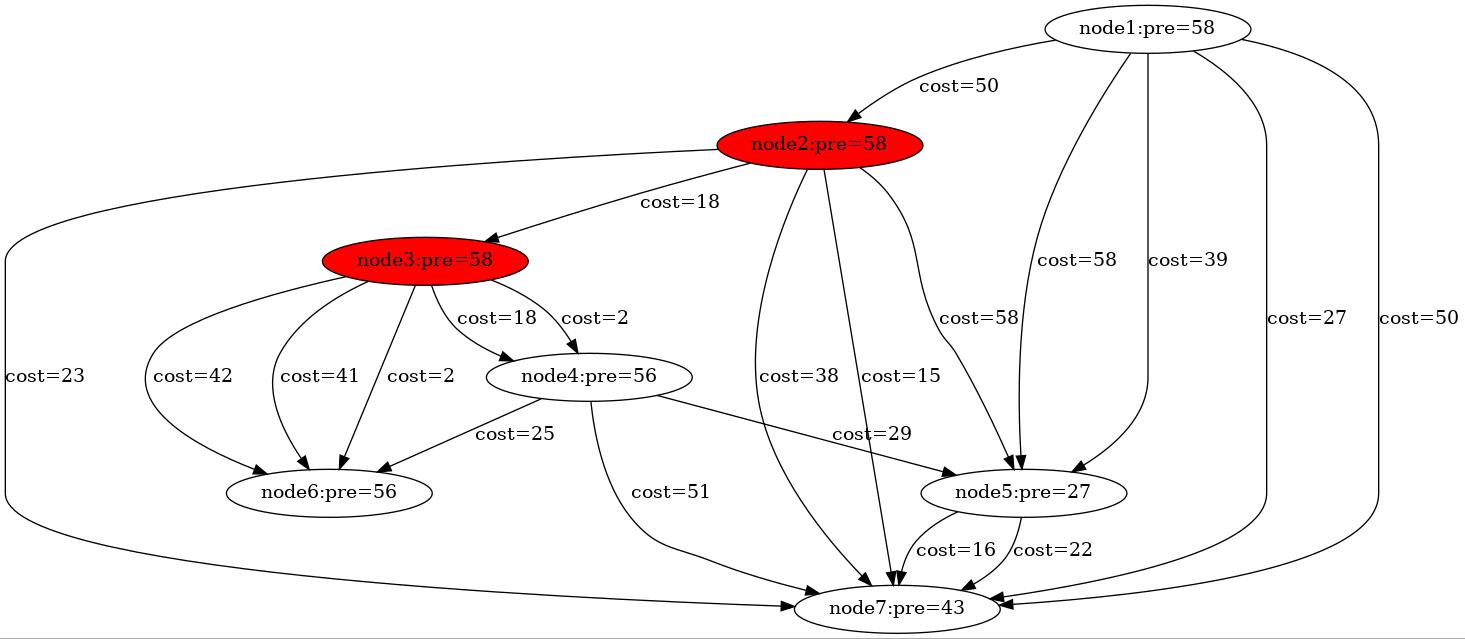 node1:pre=58
cost=50
node2:pre=58
cost=18
node3:pre=58
cost=58
cost=39
cost=18
cost=2
cost=58
cost=27
cost=50
cost=23
cost=42
cost=41
cost=2
node4:pre=56
cost=38
cost=15
cost=25
cost=29
node6:pre=56
cost=51
node5:pre=27
cost=16
cost=22
node7:pre=43